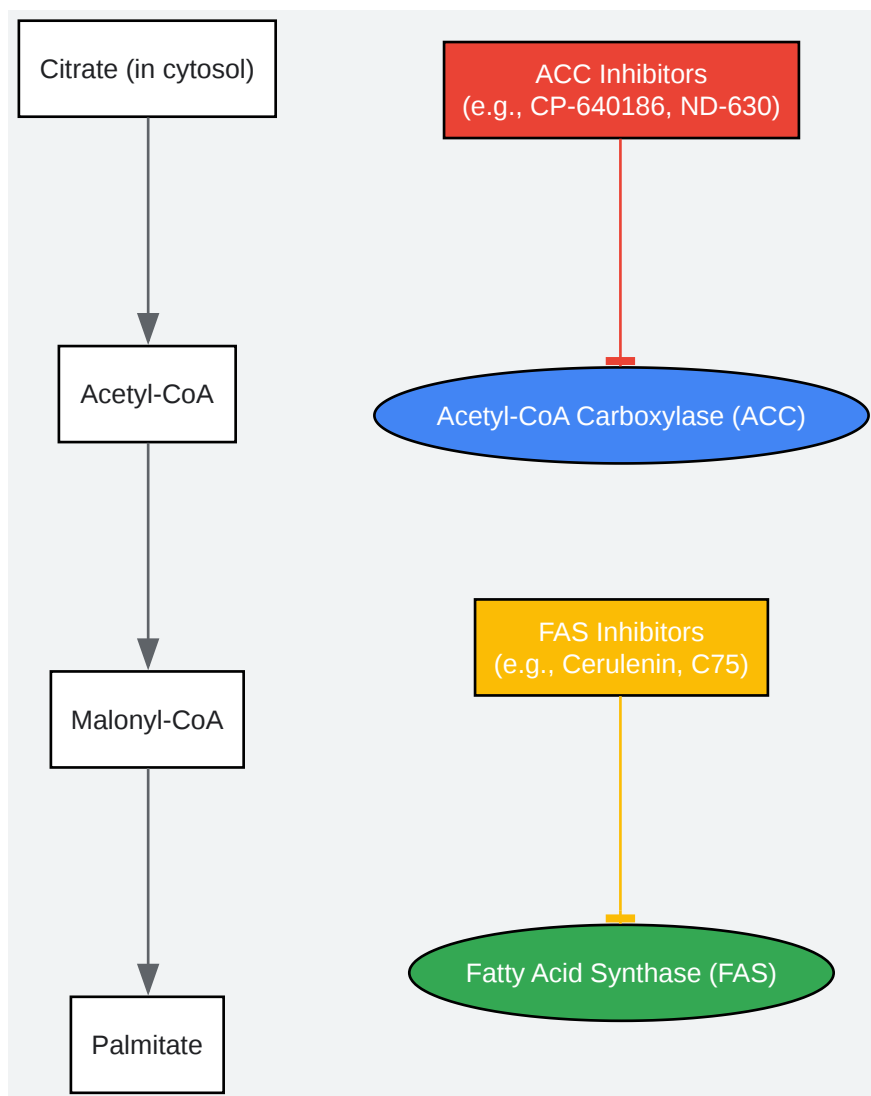 Citrate (in cytosol)
ACC Inhibitors
(e.g., CP-640186, ND-630)
Acetyl-CoA
Acetyl-CoA Carboxylase (ACC)
FAS Inhibitors
(e.g., Cerulenin, C75)
Malonyl-CoA
Fatty Acid Synthase (FAS)
Palmitate